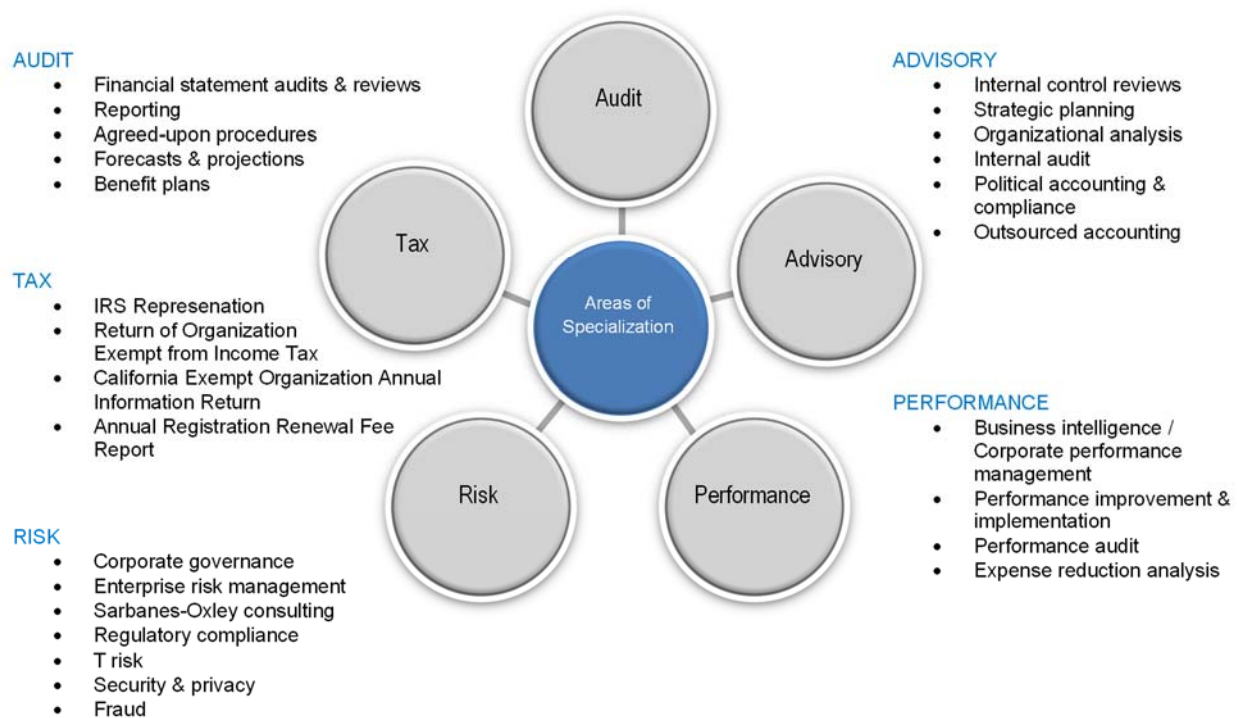 AUDIT
• Financial statement audits & reviews
• Reporting
• Agreed-upon procedures
• Forecasts & projections
• Benefit plans
TAX
• IRS Represenation
• Return of Organization
Exempt from Income Tax
• California Exempt Organization Annual
Information Return
• Annual Registration Renewal Fee
Report
RISK
• Corporate governance
• Enterprise risk management
• Sarbanes-Oxley consulting
• Regulatory compliance
• T risk
• Security & privacy
• Fraud
Audit
Tax
Advisory
Areas of
Specialization
Risk
Performance
ADVISORY
• Internal control reviews
• Strategic planning
• Organizational analysis
• Internal audit
• Political accounting &
compliance
• Outsourced accounting
PERFORMANCE
• Business intelligence /
Corporate performance
management
• Performance improvement &
implementation
• Performance audit
• Expense reduction analysis